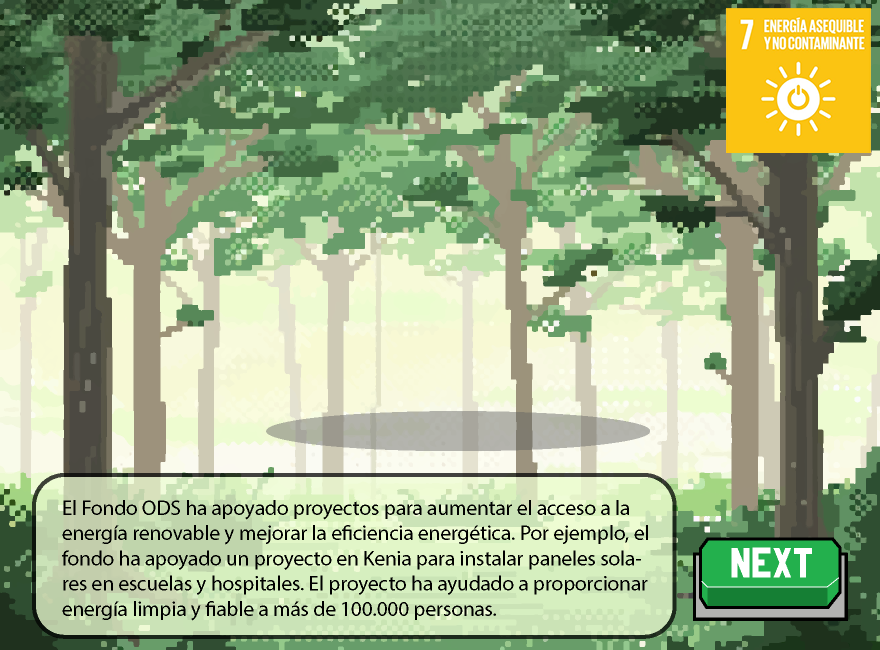 7 ENERGÍA ASEQUIBLE
Y NO CONTAMINANTE
El Fondo ODS ha apoyado proyectos para aumentar el acceso a la
energía renovable y mejorar la eficiencia energética. Por ejemplo, el
fondo ha apoyado un proyecto en Kenia para instalar paneles sola-
res en escuelas y hospitales. El proyecto ha ayudado a proporcionar
energía limpia y fiable a más de 100.000 personas.
NEXT